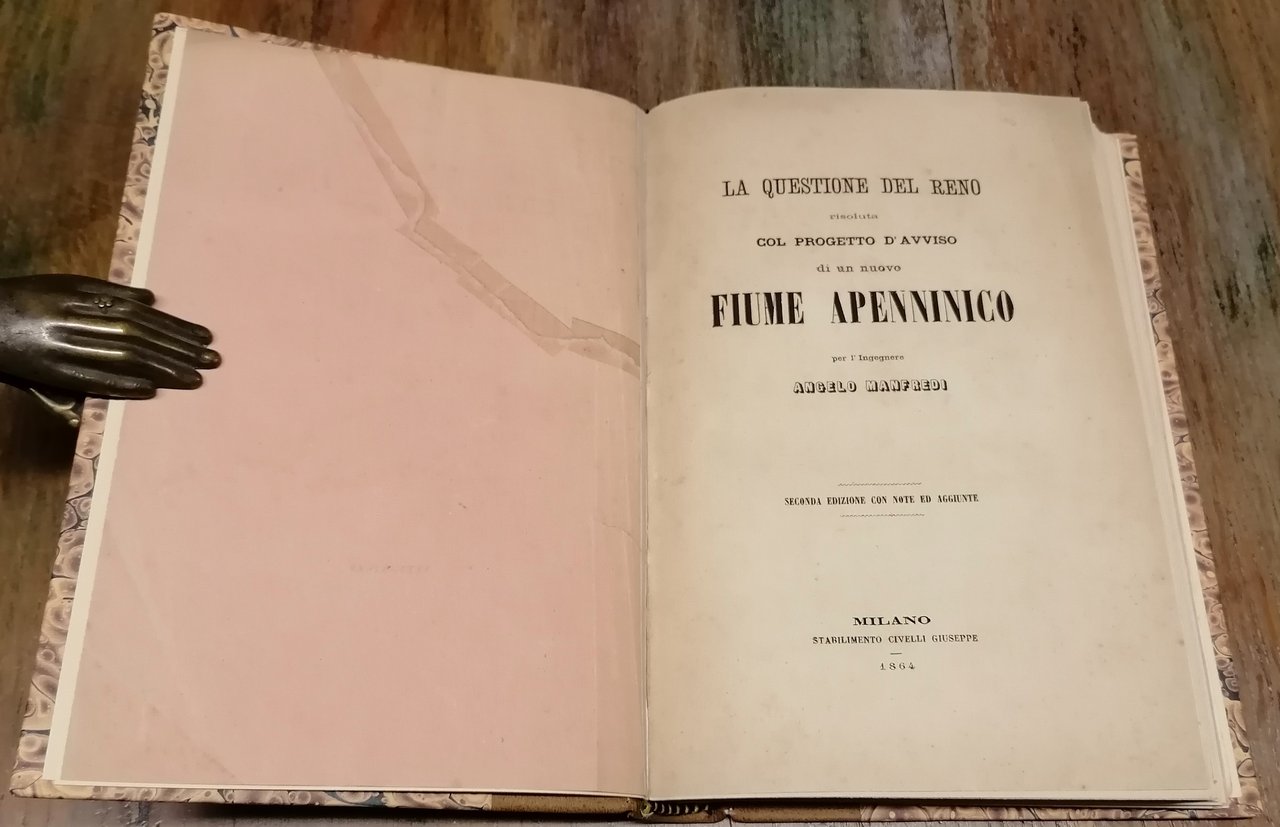 LA QUESTIONE DEL RENO
risoluta
COL PROGETTO D'AVVISO
di un nuovo
FIUME APENNINICO
per l'Ingegnere
ANGELO MANFREDI
SECONDA EDIZIONE CON NOTE ED AGGIUNTE
MILANO
STABILIMENTO CIVELLI GIUSEPPE
1864